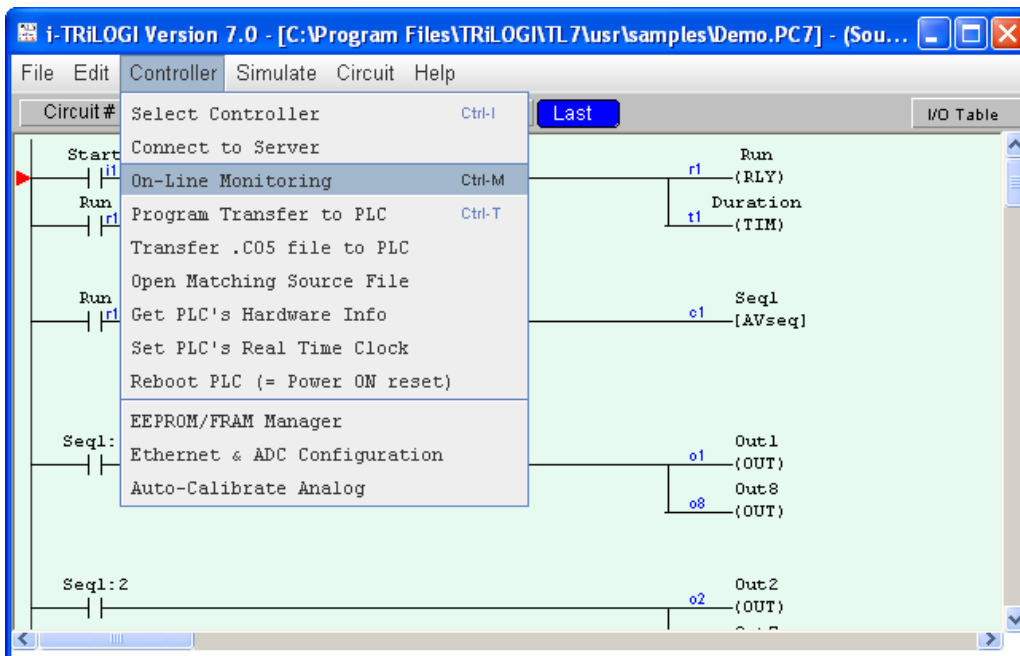 i-TRiLOGI Version 7.0 - [C:\Program Files\TRiLOGI\TL7\usr\samples\Demo.PC7] - (Sou...
File Edit Controller Simulate Circuit Help
Circuit # Last I/O Table
Select Controller Ctrl-I
Connect to Server
On-Line Monitoring Ctrl-M
Program Transfer to PLC Ctrl-T
Transfer .CO5 file to PLC
Open Matching Source File
Get PLC's Hardware Info
Set PLC's Real Time Clock
Reboot PLC (= Power ON reset)
EEPROM/FRAM Manager
Ethernet & ADC Configuration
Auto-Calibrate Analog
Start
i1
Run
r1
Run
r1
Seq1:
Seq1:2
Run
r1 (RLY)
Duration
t1 (TIM)
Seq1
c1 [AVseq]
Out1
o1 (OUT)
Out8
o8 (OUT)
Out2
o2 (OUT)